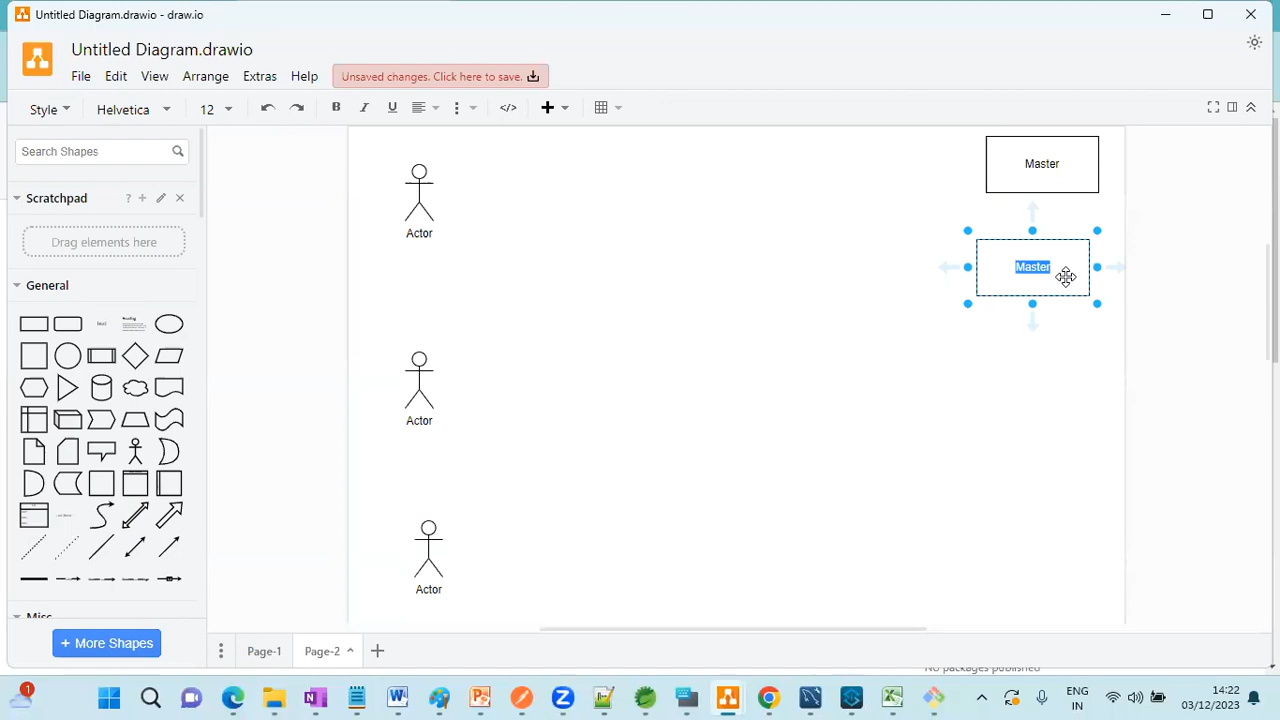 Untitled Diagram.drawio - draw.io
Untitled Diagram.drawio
File Edit View Arrange Extras Help
Unsaved changes. Click here to save.
Style Helvetica 12 B I U </>
Search Shapes
Scratchpad ?
Drag elements here
General
Text
Heading
Misc
+ More Shapes
Master
Master
Actor
Actor
Actor
Page-1 Page-2
No packages published
1
ENG
IN
14:22
03/12/2023